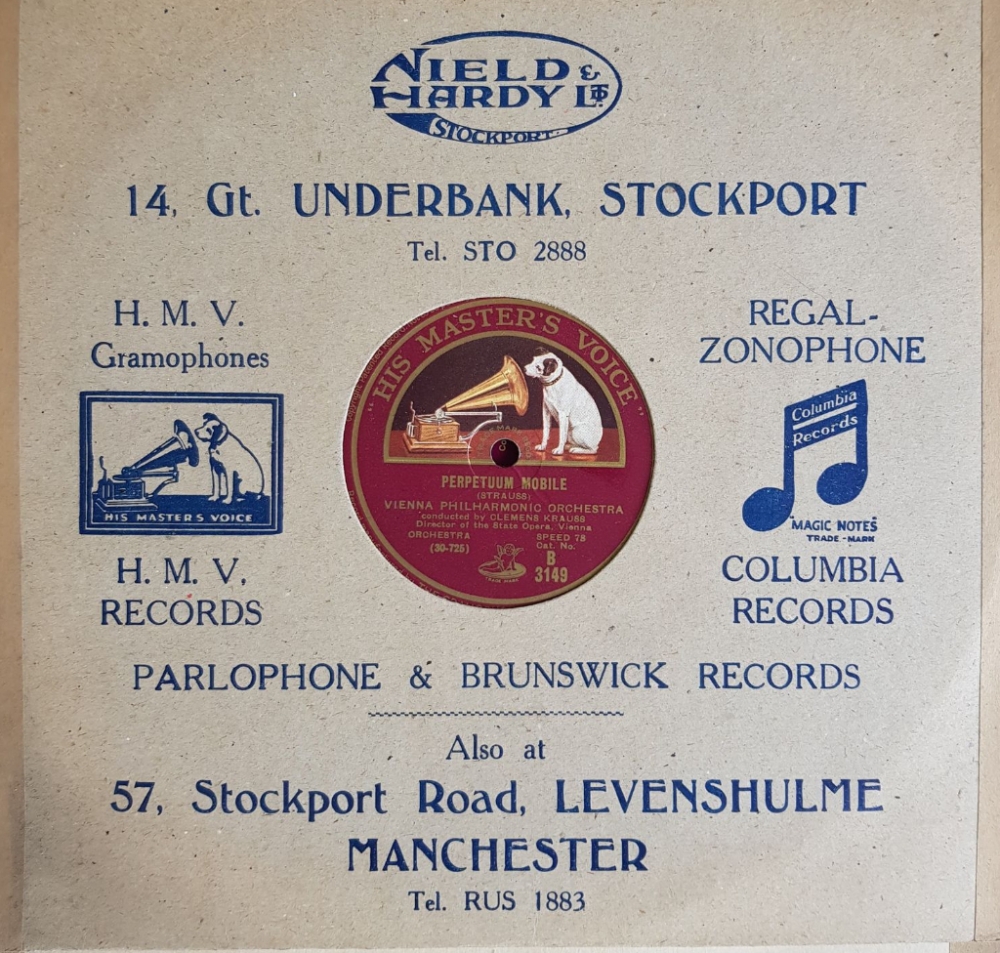 NIELD &
HARDY LTD.
STOCKPORT
14, Gt. UNDERBANK, STOCKPORT
Tel. STO 2888
H. M. V.
Gramophones
HIS MASTER'S VOICE
H. M. V.
RECORDS
"HIS MASTER'S VOICE"
PERPETUUM MOBILE
(STRAUSS)
VIENNA PHILHARMONIC ORCHESTRA
conducted by CLEMENS KRAUSS
Director of the State Opera, Vienna
ORCHESTRA
SPEED 78
(30-725)
Cat. No.
B
3149
TRADE MARK
REGAL-
ZONOPHONE
Columbia
Records
"MAGIC NOTES"
TRADE-MARK
COLUMBIA
RECORDS
PARLOPHONE & BRUNSWICK RECORDS
Also at
57, Stockport Road, LEVENSHULME
MANCHESTER
Tel. RUS 1883